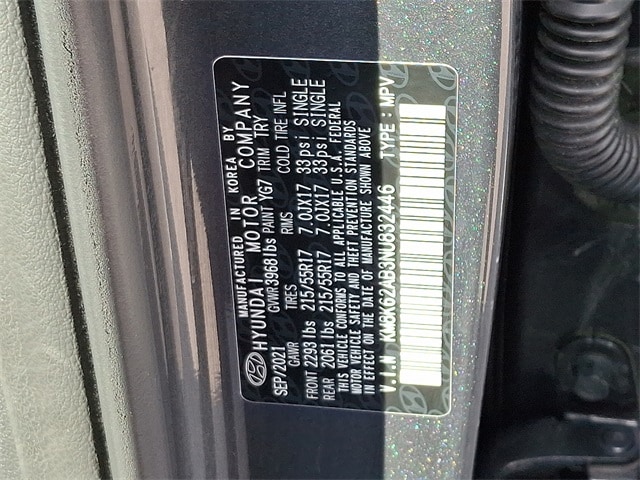 MANUFACTURED IN KOREA BY
HYUNDAI MOTOR COMPANY
SEP/2021 GVWR 3968 lbs PAINT YG7 TRIM TRY
GAWR TIRES RIMS COLD TIRE INFL
FRONT 2293 lbs 215/55R17 7.0JX17 33psi SINGLE
REAR 2061 lbs 215/55R17 7.0JX17 33psi SINGLE
THIS VEHICLE CONFORMS TO ALL APPLICABLE U.S.A. FEDERAL
MOTOR VEHICLE SAFETY AND THEFT PREVENTION STANDARDS
IN EFFECT ON THE DATE OF MANUFACTURE SHOWN ABOVE
V.I.N KM8K62AB3NU832446 TYPE : MPV